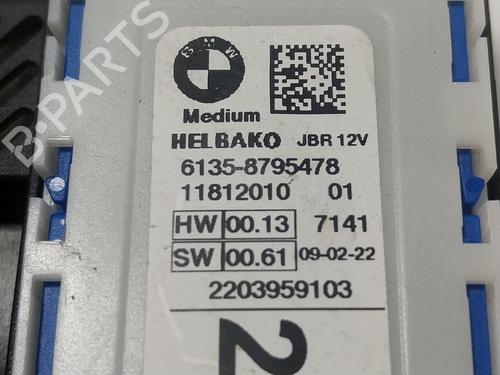 BMW
Medium
HELBAKO JBR 12V
6135-8795478
11812010 01
HW 00.13 7141
SW 00.61 09-02-22
2203959103
2
B-PARTS